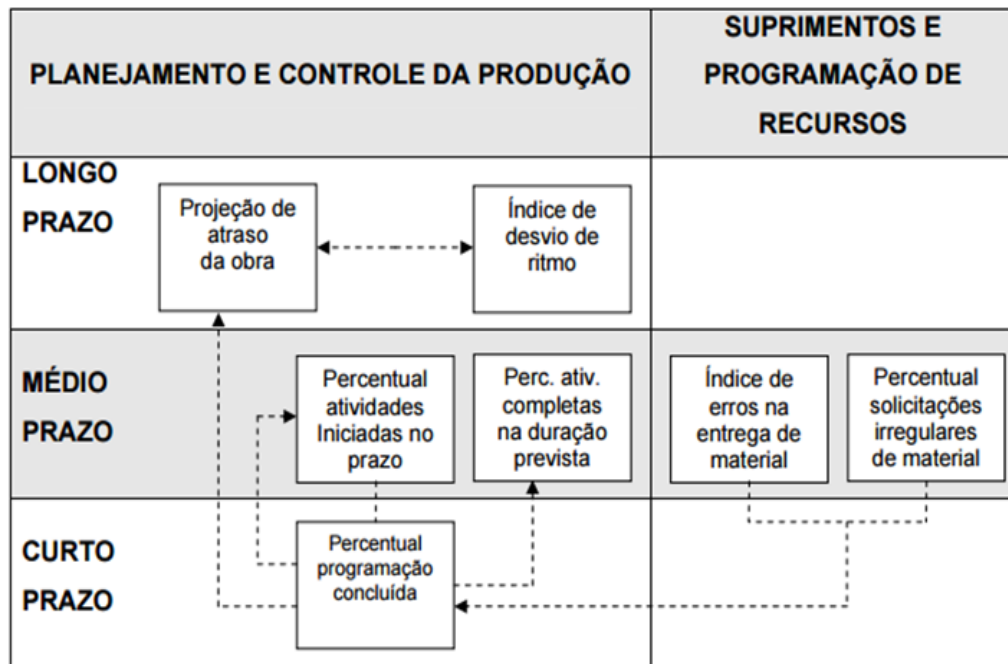 PLANEJAMENTO E CONTROLE DA PRODUÇÃO
SUPRIMENTOS E
PROGRAMAÇÃO DE
RECURSOS
LONGO
PRAZO
Projeção de
atraso
da obra
Índice de
desvio de
ritmo
MÉDIO
PRAZO
Percentual
atividades
Iniciadas no
prazo
Perc. ativ.
completas
na duração
prevista
Índice de
erros na
entrega de
material
Percentual
solicitações
irregulares
de material
CURTO
PRAZO
Percentual
programação
concluída